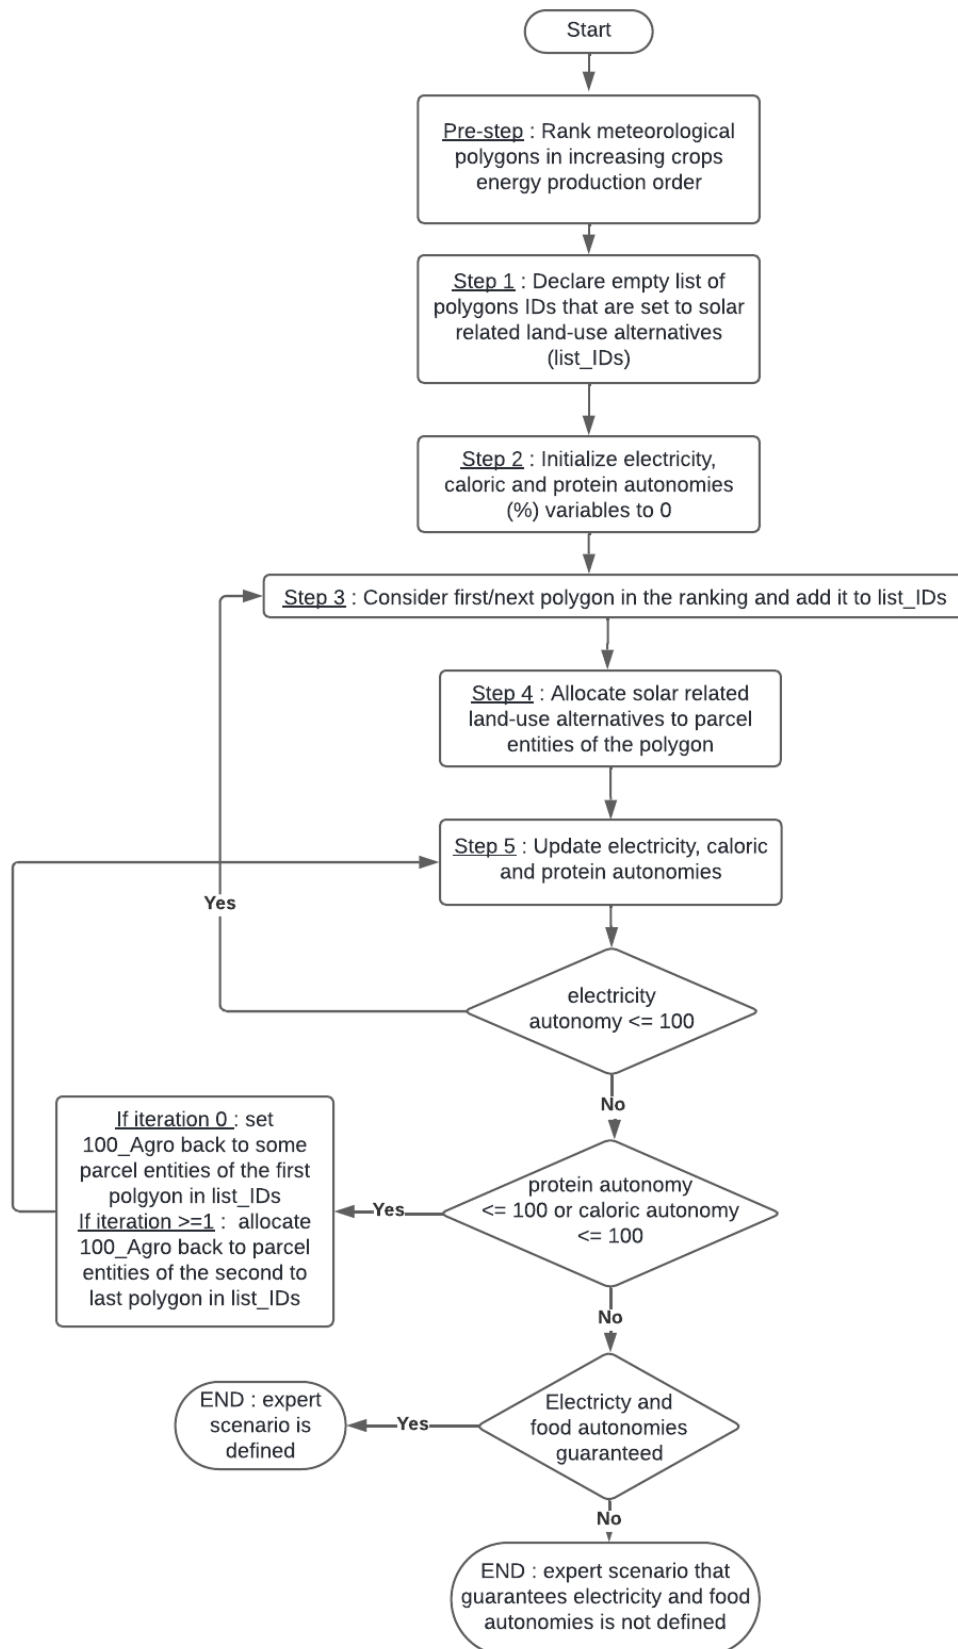 Start
Pre-step : Rank meteorological
polygons in increasing crops
energy production order
Step 1 : Declare empty list of
polygons IDs that are set to solar
related land-use alternatives
(list_IDs)
Step 2 : Initialize electricity,
caloric and protein autonomies
(%) variables to 0
Step 3 : Consider first/next polygon in the ranking and add it to list_IDs
Step 4 : Allocate solar related
land-use alternatives to parcel
entities of the polygon
Step 5 : Update electricity, caloric
and protein autonomies
Yes
electricity
autonomy <= 100
No
If iteration 0 : set
100_Agro back to some
parcel entities of the first
polgyon in list_IDs
If iteration >=1 : allocate
100_Agro back to parcel
entities of the second to
last polygon in list_IDs
Yes
protein autonomy
<= 100 or caloric autonomy
<= 100
No
END : expert
scenario is
defined
Yes
Electricty and
food autonomies
guaranteed
No
END : expert scenario that
guarantees electricity and food
autonomies is not defined